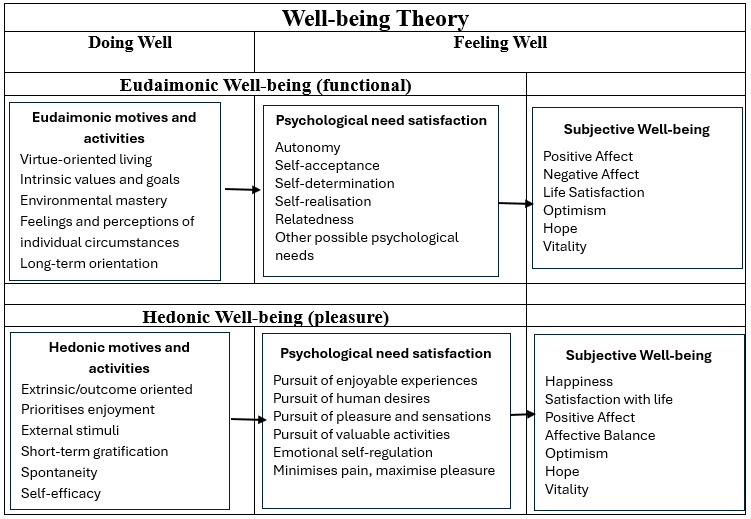 Well-being Theory
Doing Well
Feeling Well
Eudaimonic Well-being (functional)
Eudaimonic motives and
activities
Virtue-oriented living
Intrinsic values and goals
Environmental mastery
Feelings and perceptions of
individual circumstances
Long-term orientation
Psychological need satisfaction
Autonomy
Self-acceptance
Self-determination
Self-realisation
Relatedness
Other possible psychological
needs
Subjective Well-being
Positive Affect
Negative Affect
Life Satisfaction
Optimism
Hope
Vitality
Hedonic Well-being (pleasure)
Hedonic motives and
activities
Extrinsic/outcome oriented
Prioritises enjoyment
External stimuli
Short-term gratification
Spontaneity
Self-efficacy
Psychological need satisfaction
Pursuit of enjoyable experiences
Pursuit of human desires
Pursuit of pleasure and sensations
Pursuit of valuable activities
Emotional self-regulation
Minimises pain, maximise pleasure
Subjective Well-being
Happiness
Satisfaction with life
Positive Affect
Affective Balance
Optimism
Hope
Vitality